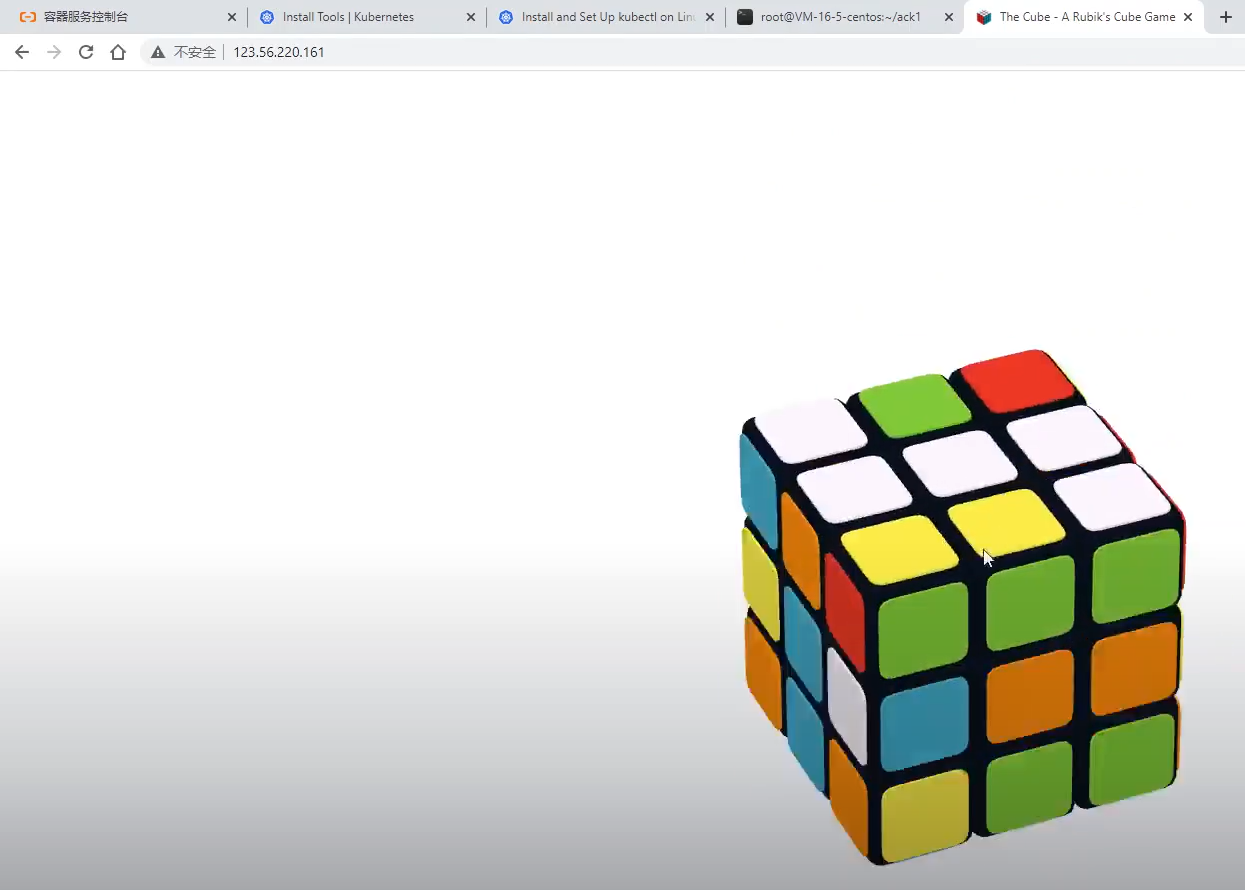 容器服务控制台
Install Tools | Kubernetes
Install and Set Up kubectl on Lin
root@VM-16-5-centos:~/ack1
The Cube - A Rubik's Cube Game
不安全
123.56.220.161